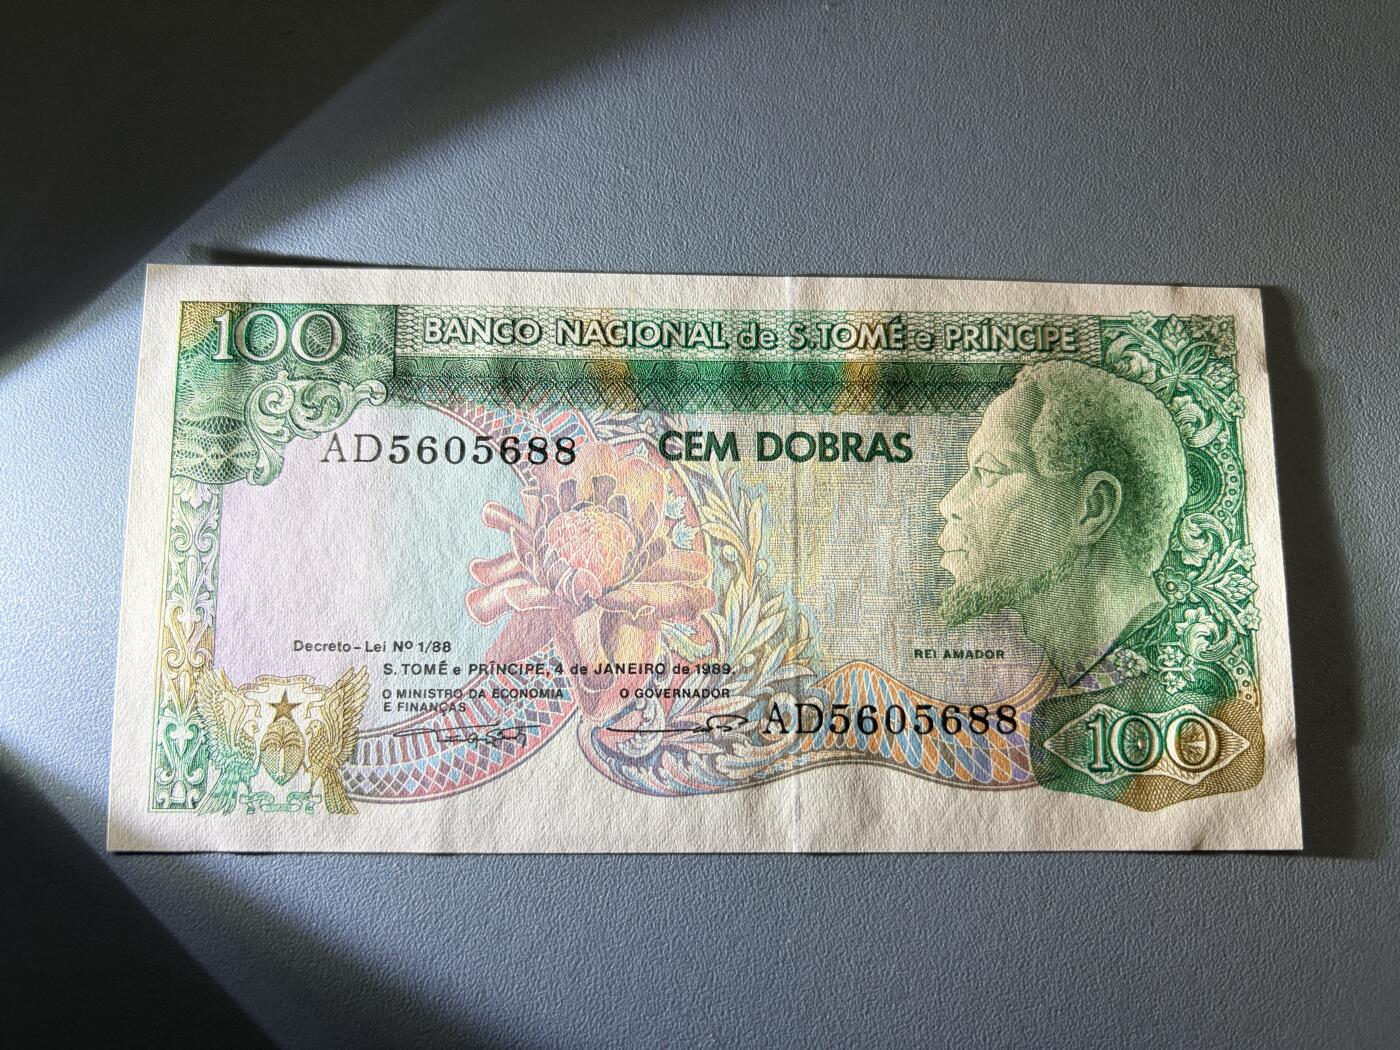 100
BANCO NACIONAL de S.TOMÉ e PRÍNCIPE
AD5605688
CEM DOBRAS
Decreto-Lei Nº 1/88
S. TOMÉ e PRÍNCIPE, 4 de JANEIRO de 1989.
O MINISTRO DA ECONOMIA
E FINANÇAS
O GOVERNADOR
REI AMADOR
AD5605688
100